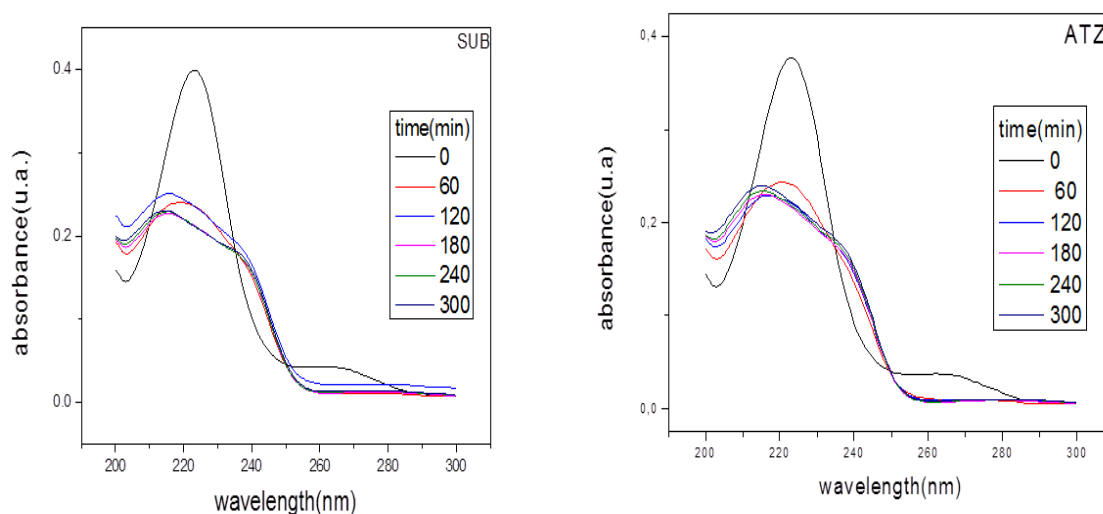 SUB
0.4
0.2
0.0
absorbance(u.a.)
time(min)
0
60
120
180
240
300
200 220 240 260 280 300
wavelength(nm)
ATZ
0,4
0,2
0,0
absorbance(u.a)
time(min)
0
60
120
180
240
300
200 220 240 260 280 300
wavelength(nm)